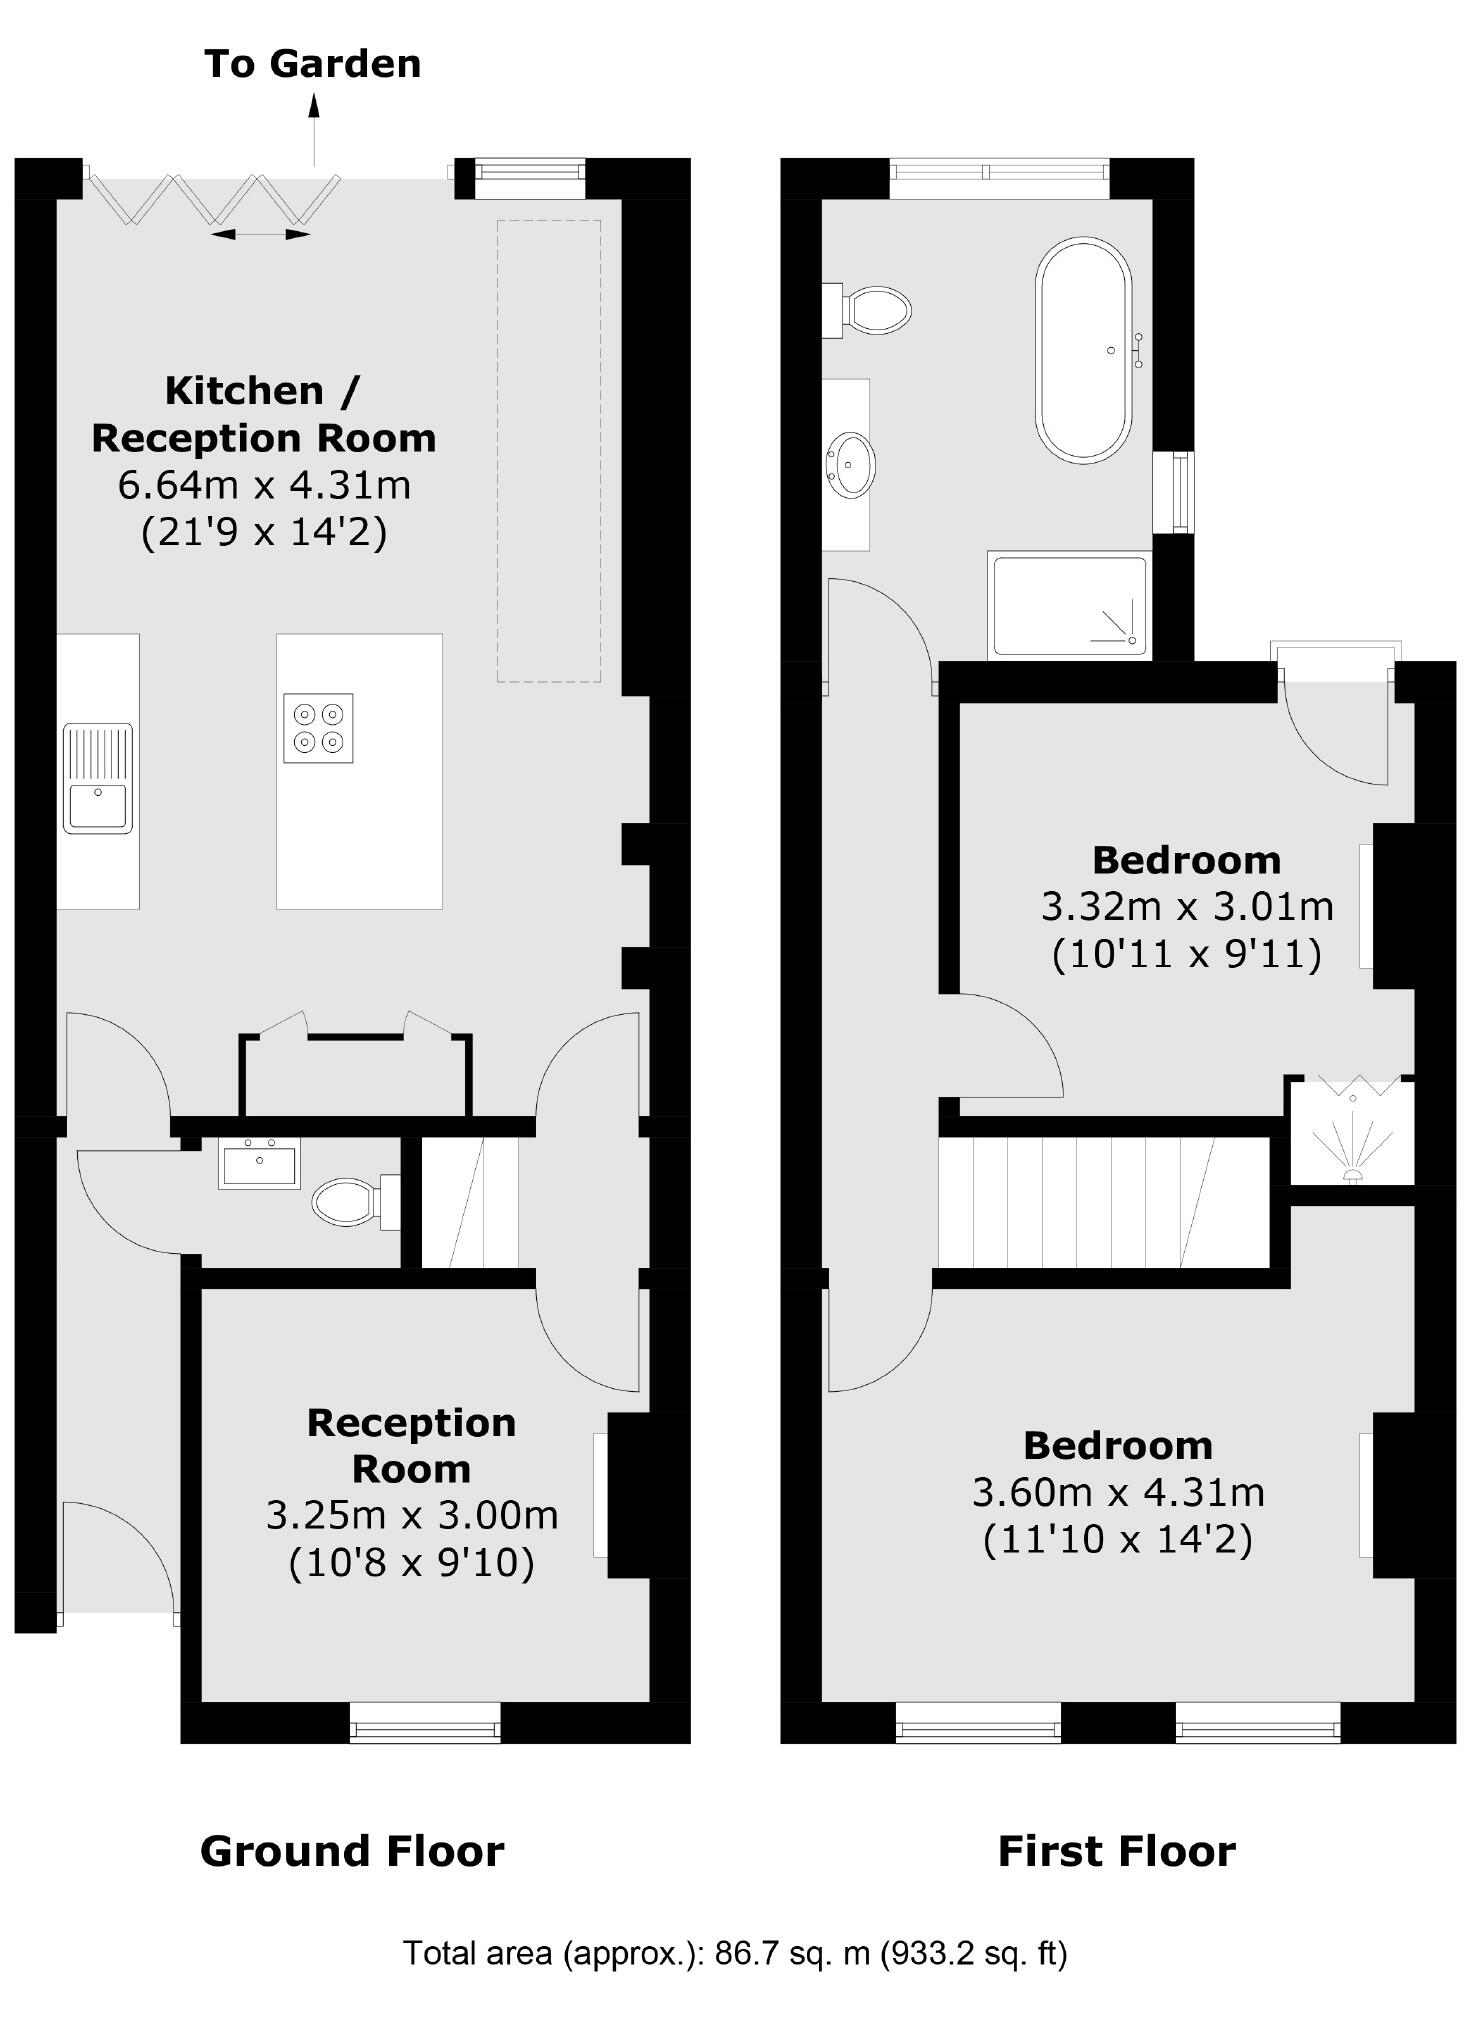 To Garden
Kitchen /
Reception Room
6.64m x 4.31m
(21'9 x 14'2)
Reception
Room
3.25m x 3.00m
(10'8 x 9'10)
Ground Floor
Bedroom
3.32m x 3.01m
(10'11 x 9'11)
Bedroom
3.60m x 4.31m
(11'10 x 14'2)
First Floor
Total area (approx.): 86.7 sq. m (933.2 sq. ft)